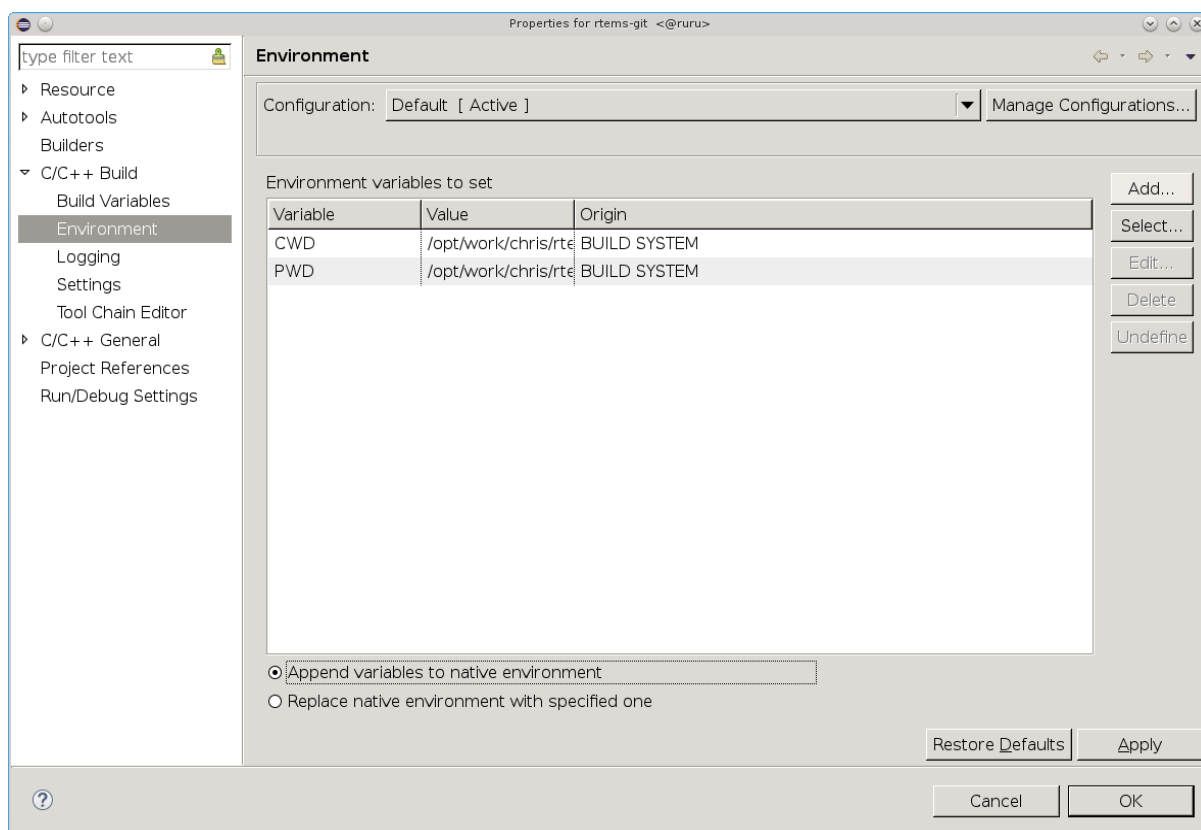 Properties for rtems-git <@ruru>
type filter text
Environment
Resource
Autotools
Builders
C/C++ Build
Build Variables
Environment
Logging
Settings
Tool Chain Editor
C/C++ General
Project References
Run/Debug Settings
Configuration: Default [ Active ] Manage Configurations...
Environment variables to set
Variable Value Origin
CWD /opt/work/chris/rte BUILD SYSTEM
PWD /opt/work/chris/rte BUILD SYSTEM
Add...
Select...
Edit...
Delete
Undefine
Append variables to native environment
Replace native environment with specified one
Restore Defaults Apply
? Cancel OK